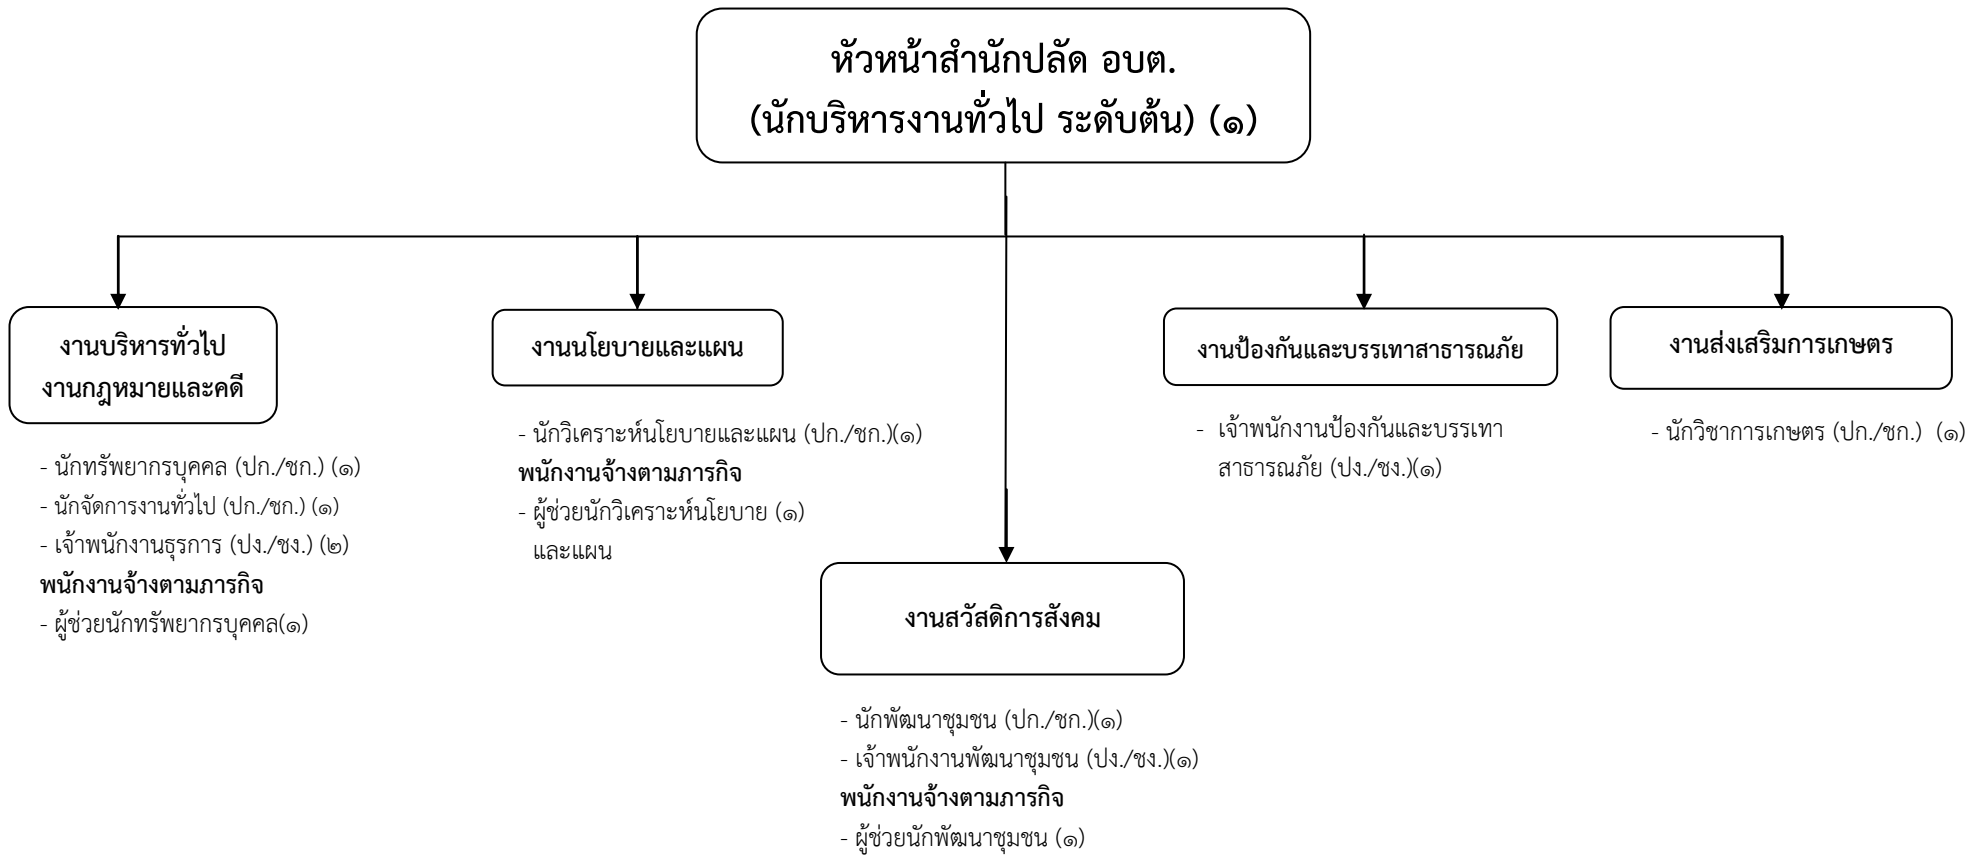 หัวหน้าสำนักปลัด อบต.
(นักบริหารงานทั่วไป ระดับต้น) (๑)
งานบริหารทั่วไป
งานกฎหมายและคดี
- นักทรัพยากรบุคคล (ปก./ชก.) (๑)
- นักจัดการงานทั่วไป (ปก./ชก.) (๑)
- เจ้าพนักงานธุรการ (ปง./ชง.) (๒)
พนักงานจ้างตามภารกิจ
- ผู้ช่วยนักทรัพยากรบุคคล(๑)
งานนโยบายและแผน
- นักวิเคราะห์นโยบายและแผน (ปก./ชก.)(๑)
พนักงานจ้างตามภารกิจ
- ผู้ช่วยนักวิเคราะห์นโยบาย (๑)
และแผน
งานสวัสดิการสังคม
- นักพัฒนาชุมชน (ปก./ชก.)(๑)
- เจ้าพนักงานพัฒนาชุมชน (ปง./ชง.)(๑)
พนักงานจ้างตามภารกิจ
- ผู้ช่วยนักพัฒนาชุมชน (๑)
งานป้องกันและบรรเทาสาธารณภัย
- เจ้าพนักงานป้องกันและบรรเทา
สาธารณภัย (ปง./ชง.)(๑)
งานส่งเสริมการเกษตร
- นักวิชาการเกษตร (ปก./ชก.) (๑)